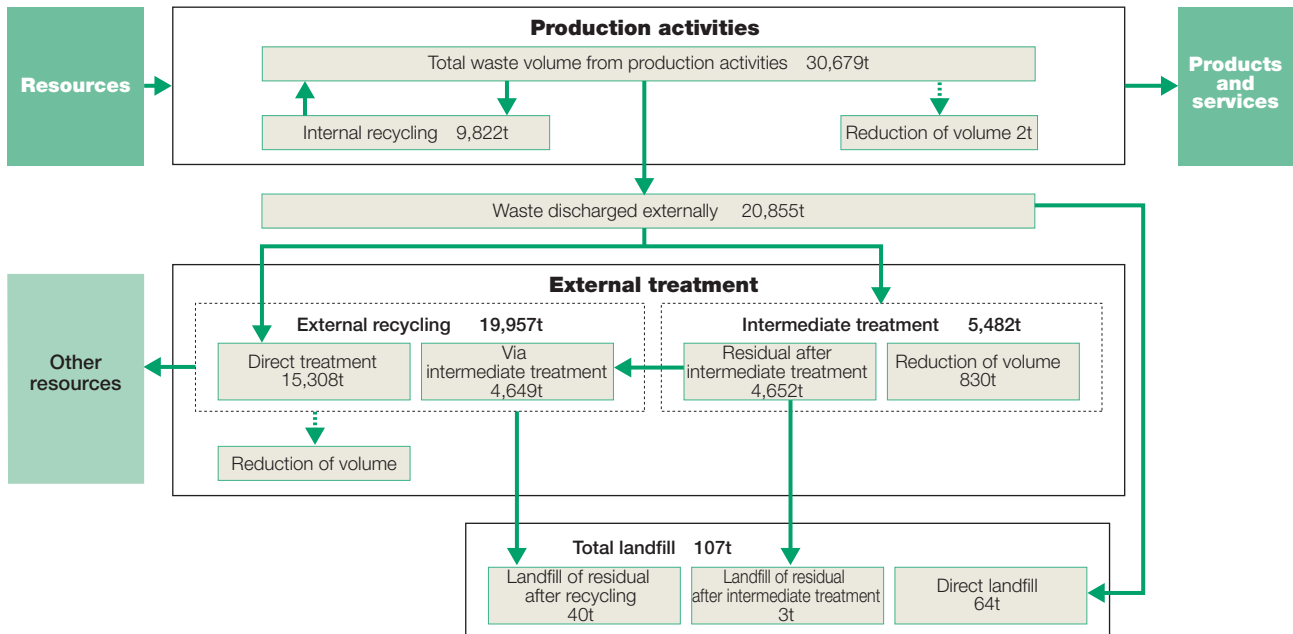 Production activities
Total waste volume from production activities 30,679t
Resources
Products
and
services
Internal recycling 9,822t
Reduction of volume 2t
Waste discharged externally 20,855t
External treatment
External recycling 19,957t
Intermediate treatment 5,482t
Other
resources
Direct treatment
15,308t
Via
intermediate treatment
4,649t
Residual after
intermediate treatment
4,652t
Reduction of volume
830t
Reduction of volume
Total landfill 107t
Landfill of residual
after recycling
40t
Landfill of residual
after intermediate treatment
3t
Direct landfill
64t